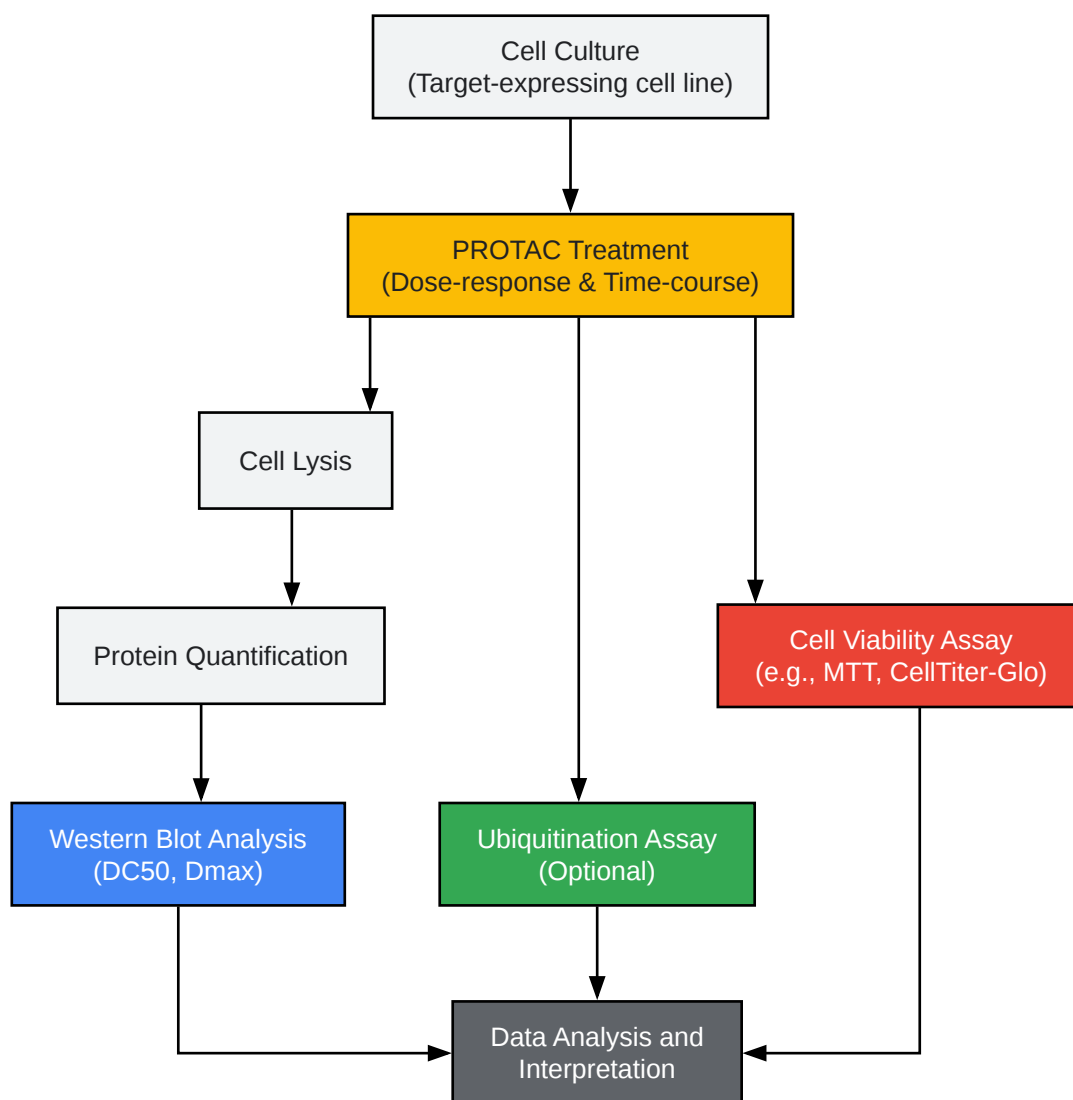 Cell Culture
(Target-expressing cell line)
PROTAC Treatment
(Dose-response & Time-course)
Cell Lysis
Protein Quantification
Cell Viability Assay
(e.g., MTT, CellTiter-Glo)
Western Blot Analysis
(DC50, Dmax)
Ubiquitination Assay
(Optional)
Data Analysis and
Interpretation